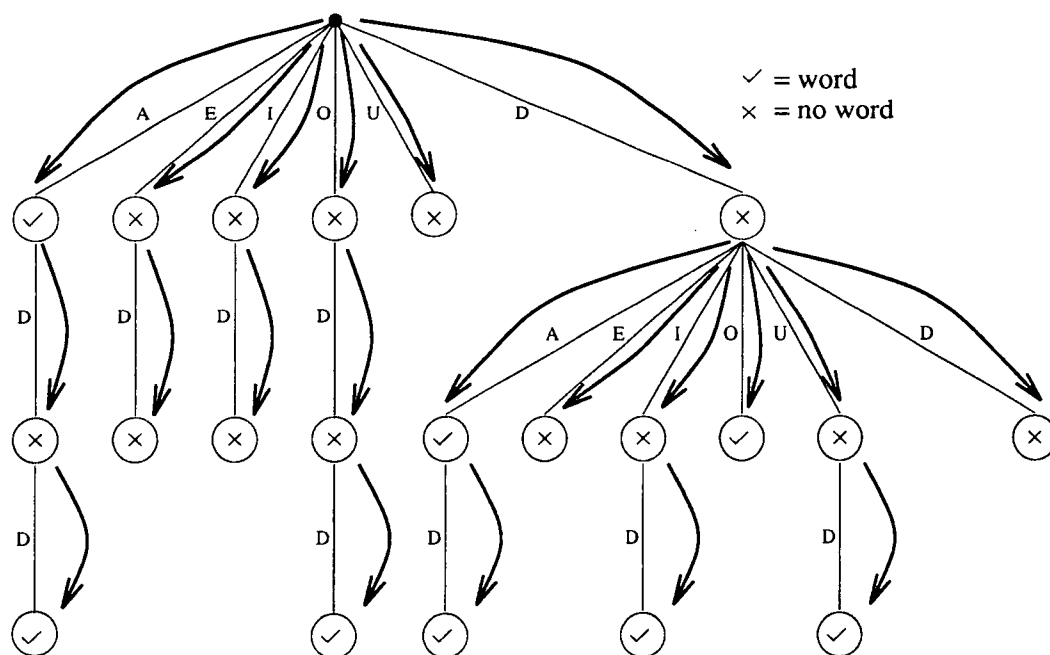 ✓ = word
× = no word
A E I O U D
D D D D
A E I O U D
D D D D D